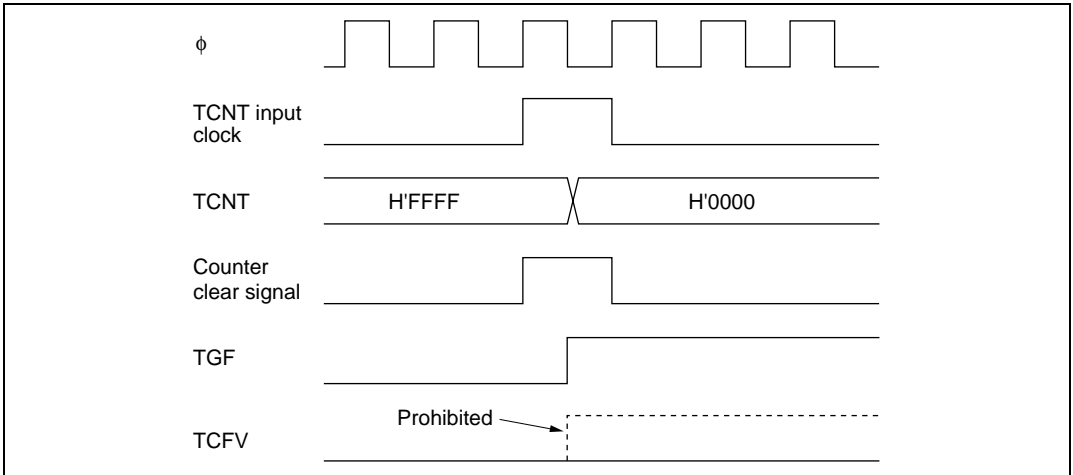 ϕ
TCNT input
clock
TCNT
H'FFFF
H'0000
Counter
clear signal
TGF
Prohibited
TCFV